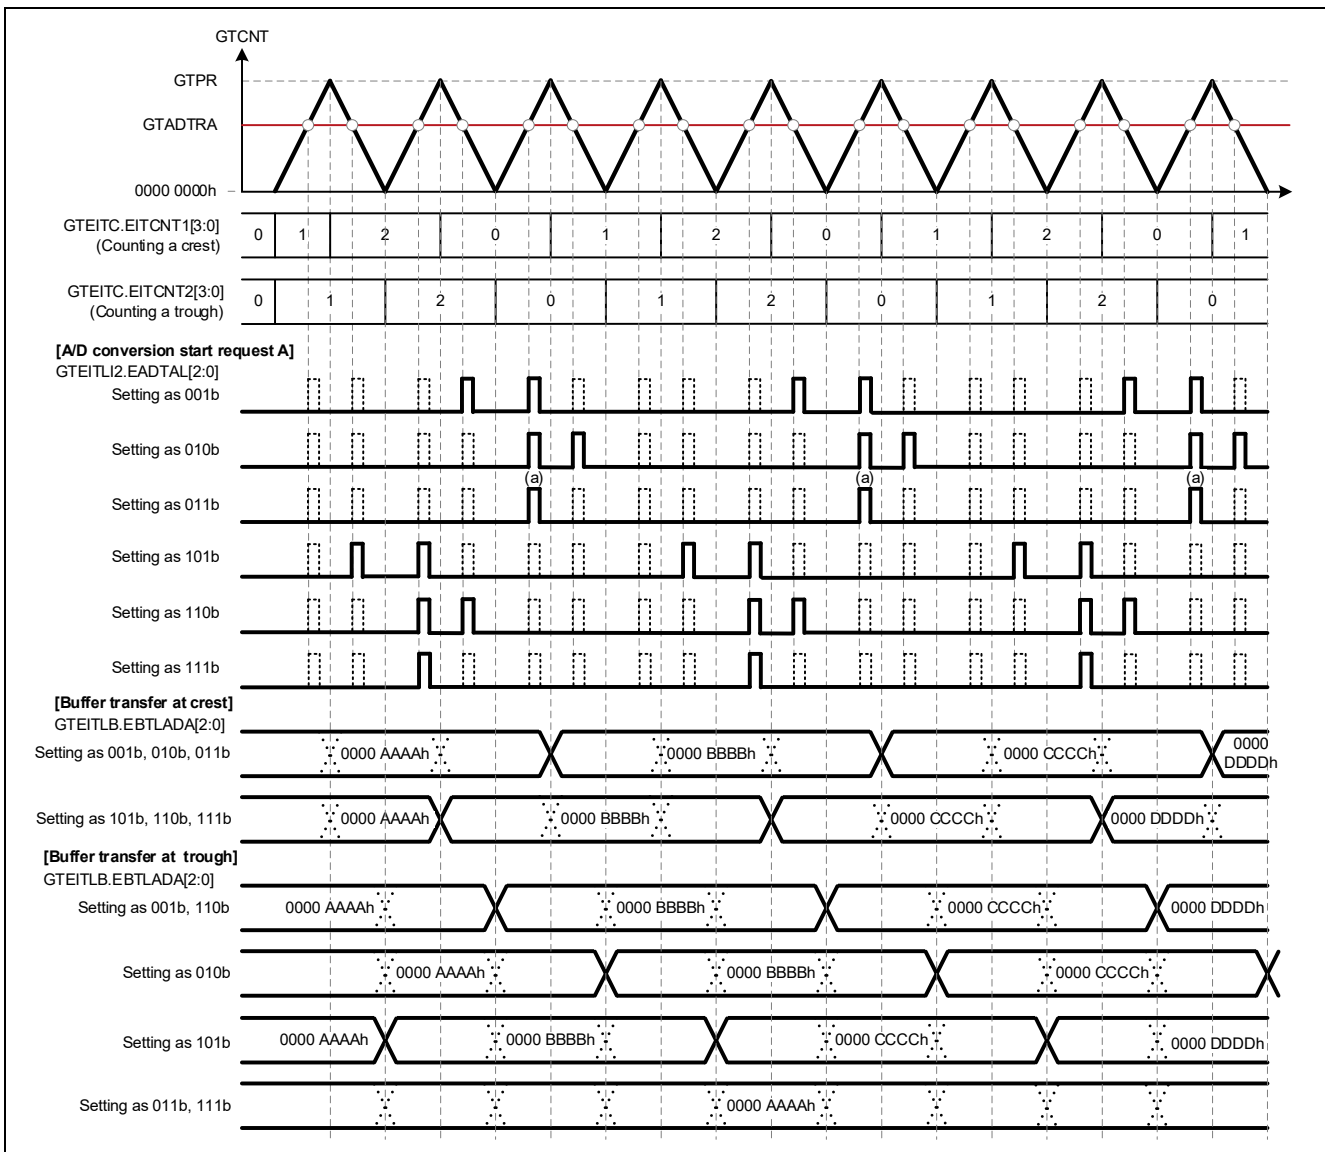 GTCNT
GTPR
GTADTRA
0000 0000h
GTEITC.EITCNT1[3:0]
(Counting a crest)
0 1 2 0 1 2 0 1 2 0 1
GTEITC.EITCNT2[3:0]
(Counting a trough)
0 1 2 0 1 2 0 1 2 0
[A/D conversion start request A]
GTEITLI2.EADTAL[2:0]
Setting as 001b
Setting as 010b
(a) (a) (a)
Setting as 011b
Setting as 101b
Setting as 110b
Setting as 111b
[Buffer transfer at crest]
GTEITLB.EBTLADA[2:0]
Setting as 001b, 010b, 011b 0000 AAAAh 0000 BBBBh 0000 CCCCh 0000
DDDDh
Setting as 101b, 110b, 111b 0000 AAAAh 0000 BBBBh 0000 CCCCh 0000 DDDDh
[Buffer transfer at trough]
GTEITLB.EBTLADA[2:0]
Setting as 001b, 110b 0000 AAAAh 0000 BBBBh 0000 CCCCh 0000 DDDDh
Setting as 010b 0000 AAAAh 0000 BBBBh 0000 CCCCh
Setting as 101b 0000 AAAAh 0000 BBBBh 0000 CCCCh 0000 DDDDh
Setting as 011b, 111b 0000 AAAAh